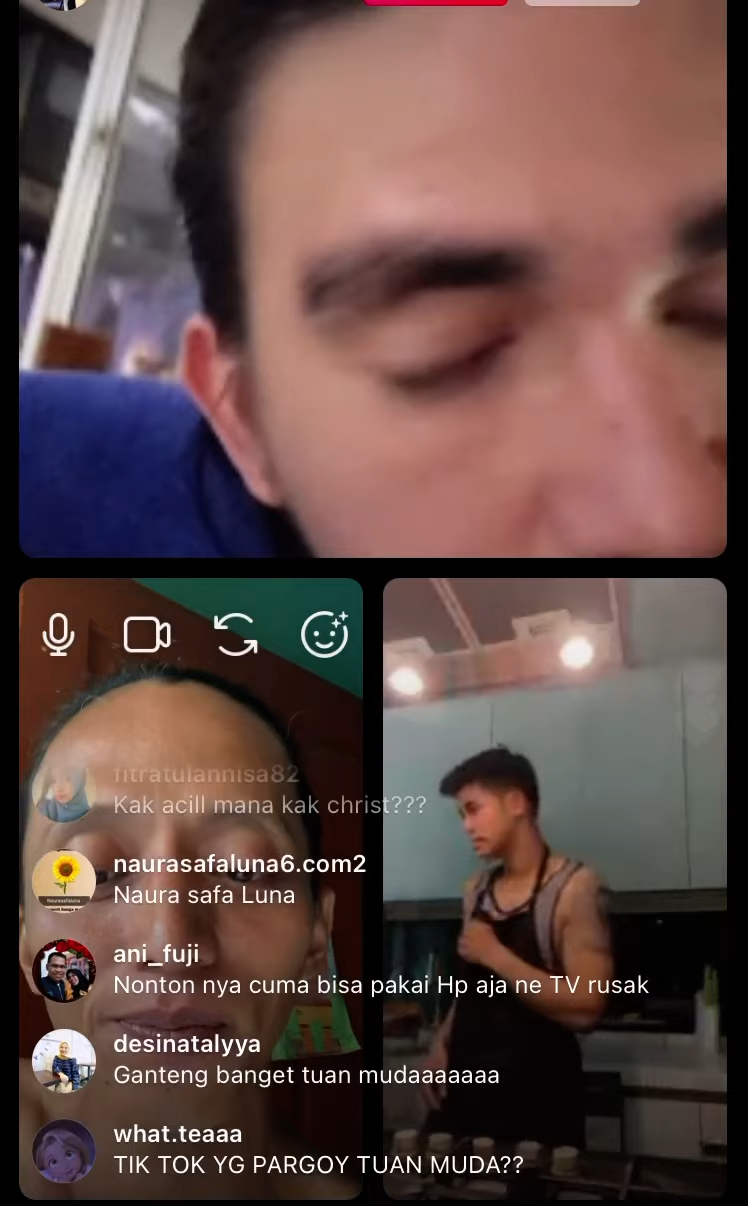 fitratulannisa82
Kak acill mana kak christ???
naurasafaluna6.com2
Naura safa Luna
ani_fuji
Nonton nya cuma bisa pakai Hp aja ne TV rusak
desinatalyya
Ganteng banget tuan mudaaaaaaa
what.teaaa
TIK TOK YG PARGOY TUAN MUDA??